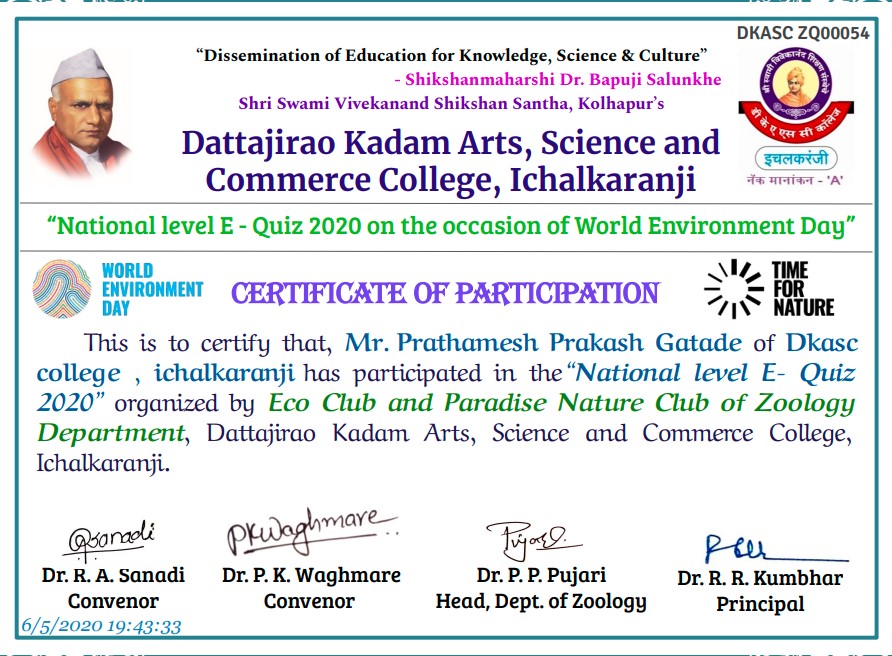 DKASC ZQ00054
“Dissemination of Education for Knowledge, Science & Culture”
- Shikshanmaharshi Dr. Bapuji Salunkhe
Shri Swami Vivekanand Shikshan Santha, Kolhapur’s
Dattajirao Kadam Arts, Science and
Commerce College, Ichalkaranji
श्री स्वामी विवेकानंद शिक्षण संस्थेचे
डी के ए एस सी कॉलेज
इचलकरंजी
नॅक मानांकन - 'A'
“National level E - Quiz 2020 on the occasion of World Environment Day”
WORLD
ENVIRONMENT
DAY
CERTIFICATE OF PARTICIPATION
TIME
FOR
NATURE
This is to certify that, Mr. Prathamesh Prakash Gatade of Dkasc
college , ichalkaranji has participated in the “National level E- Quiz
2020” organized by Eco Club and Paradise Nature Club of Zoology
Department, Dattajirao Kadam Arts, Science and Commerce College,
Ichalkaranji.
RSanadi
PKWaghmare
Dr. R. A. Sanadi
Convenor
Dr. P. K. Waghmare
Convenor
Dr. P. P. Pujari
Head, Dept. of Zoology
Dr. R. R. Kumbhar
Principal
6/5/2020 19:43:33